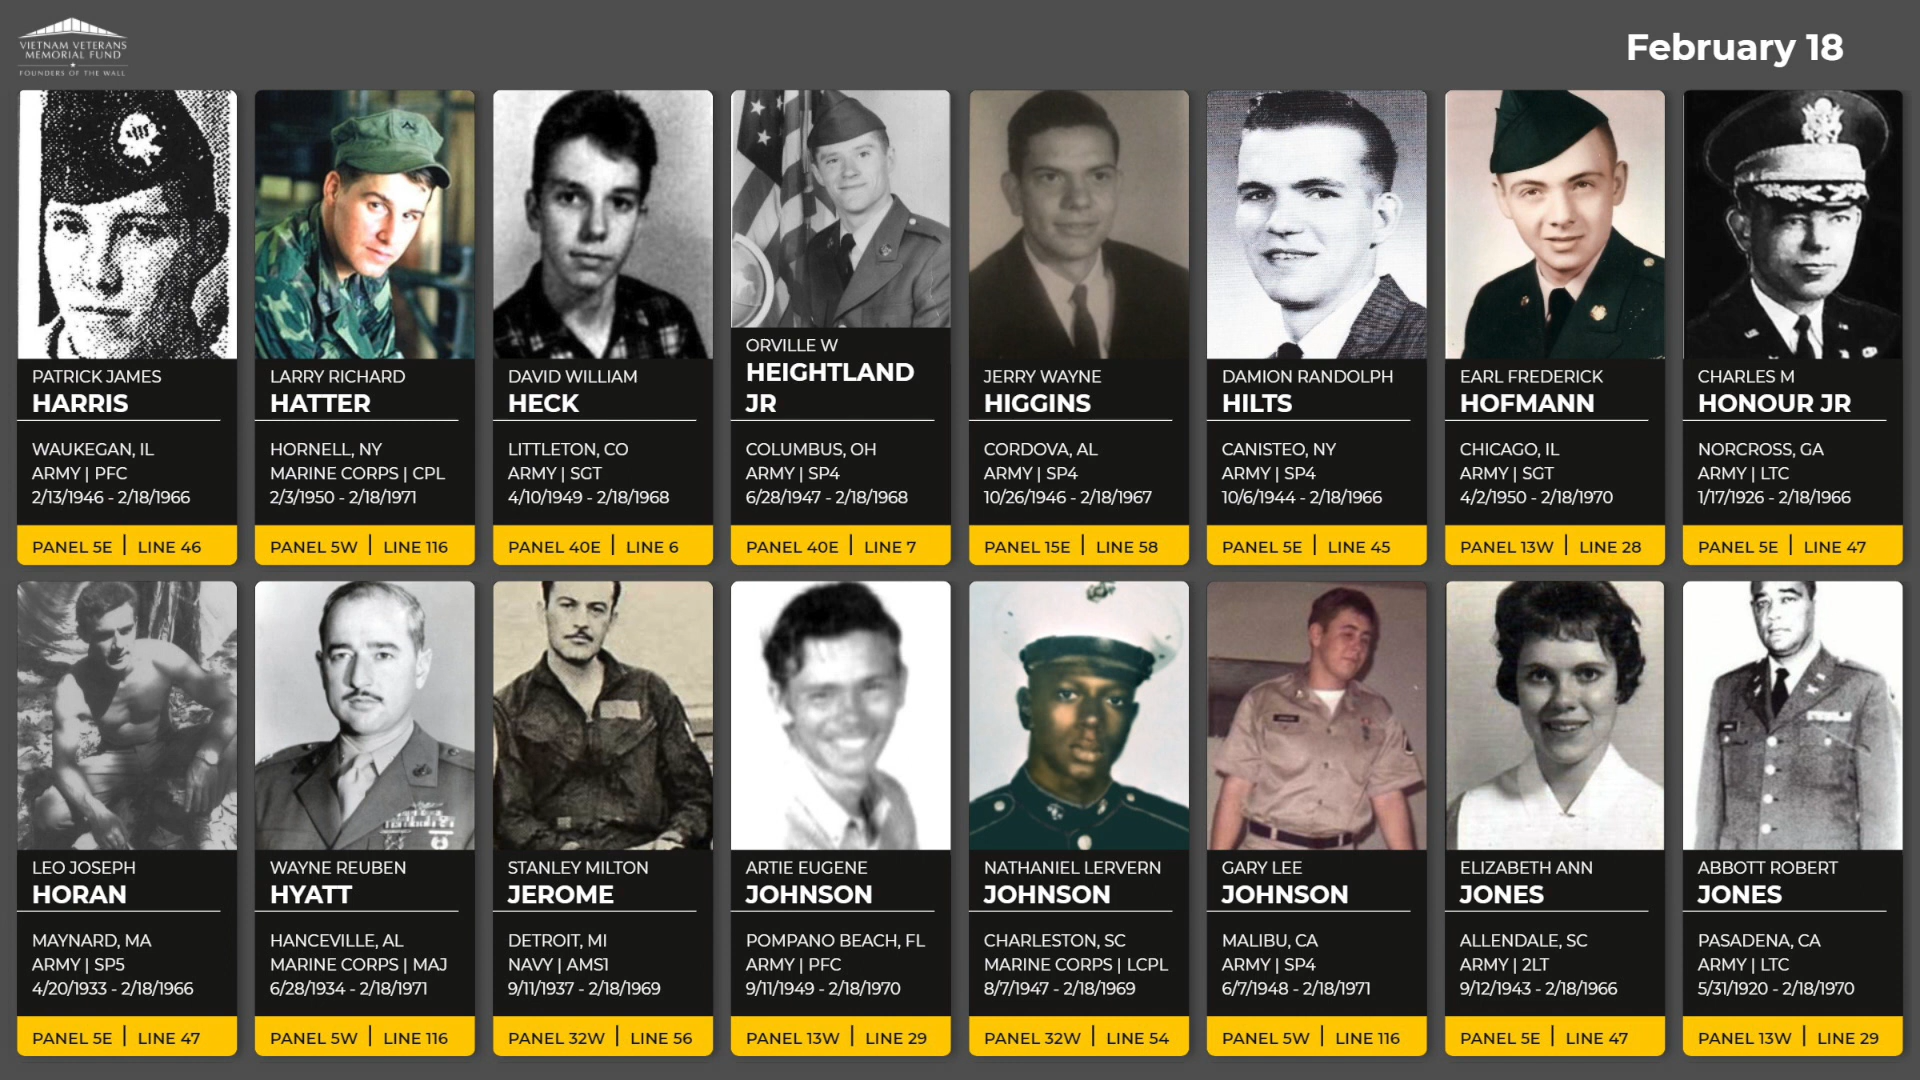 VIETNAM VETERANS
MEMORIAL FUND
FOUNDERS OF THE WALL
February 18
PATRICK JAMES
HARRIS
WAUKEGAN, IL
ARMY | PFC
2/13/1946 - 2/18/1966
PANEL 5E | LINE 46
LARRY RICHARD
HATTER
HORNELL, NY
MARINE CORPS | CPL
2/3/1950 - 2/18/1971
PANEL 5W | LINE 116
DAVID WILLIAM
HECK
LITTLETON, CO
ARMY | SGT
4/10/1949 - 2/18/1968
PANEL 40E | LINE 6
ORVILLE W
HEIGHTLAND
JR
COLUMBUS, OH
ARMY | SP4
6/28/1947 - 2/18/1968
PANEL 40E | LINE 7
JERRY WAYNE
HIGGINS
CORDOVA, AL
ARMY | SP4
10/26/1946 - 2/18/1967
PANEL 15E | LINE 58
DAMION RANDOLPH
HILTS
CANISTEO, NY
ARMY | SP4
10/6/1944 - 2/18/1966
PANEL 5E | LINE 45
EARL FREDERICK
HOFMANN
CHICAGO, IL
ARMY | SGT
4/2/1950 - 2/18/1970
PANEL 13W | LINE 28
CHARLES M
HONOUR JR
NORCROSS, GA
ARMY | LTC
1/17/1926 - 2/18/1966
PANEL 5E | LINE 47
LEO JOSEPH
HORAN
MAYNARD, MA
ARMY | SP5
4/20/1933 - 2/18/1966
PANEL 5E | LINE 47
WAYNE REUBEN
HYATT
HANCEVILLE, AL
MARINE CORPS | MAJ
6/28/1934 - 2/18/1971
PANEL 5W | LINE 116
STANLEY MILTON
JEROME
DETROIT, MI
NAVY | AMS1
9/11/1937 - 2/18/1969
PANEL 32W | LINE 56
ARTIE EUGENE
JOHNSON
POMPANO BEACH, FL
ARMY | PFC
9/11/1949 - 2/18/1970
PANEL 13W | LINE 29
NATHANIEL LERVERN
JOHNSON
CHARLESTON, SC
MARINE CORPS | LCPL
8/7/1947 - 2/18/1969
PANEL 32W | LINE 54
GARY LEE
JOHNSON
MALIBU, CA
ARMY | SP4
6/7/1948 - 2/18/1971
PANEL 5W | LINE 116
ELIZABETH ANN
JONES
ALLENDALE, SC
ARMY | 2LT
9/12/1943 - 2/18/1966
PANEL 5E | LINE 47
ABBOTT ROBERT
JONES
PASADENA, CA
ARMY | LTC
5/31/1920 - 2/18/1970
PANEL 13W | LINE 29